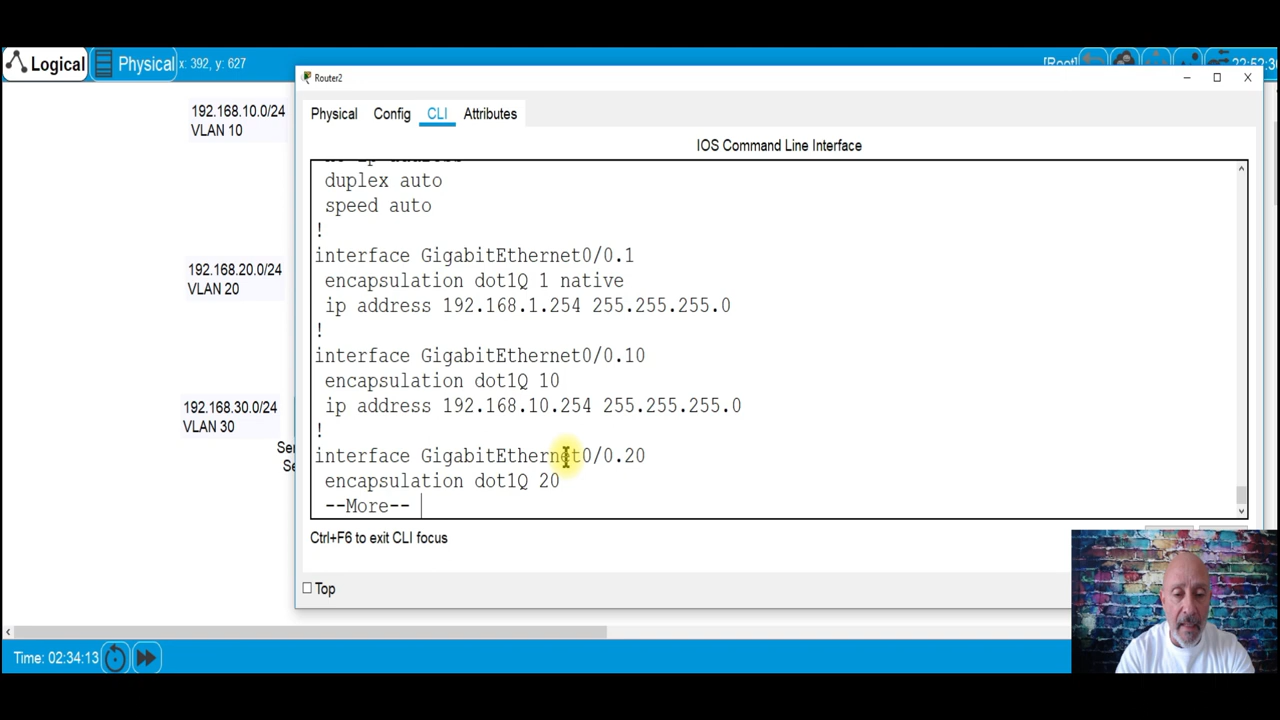 Logical
Physical
x: 392, y: 627
[Root]
192.168.10.0/24
VLAN 10
192.168.20.0/24
VLAN 20
192.168.30.0/24
VLAN 30
Router2
Physical
Config
CLI
Attributes
IOS Command Line Interface
duplex auto
speed auto
!
interface GigabitEthernet0/0.1
encapsulation dot1Q 1 native
ip address 192.168.1.254 255.255.255.0
!
interface GigabitEthernet0/0.10
encapsulation dot1Q 10
ip address 192.168.10.254 255.255.255.0
!
interface GigabitEthernet0/0.20
encapsulation dot1Q 20
--More--
Ctrl+F6 to exit CLI focus
Top
Time: 02:34:13